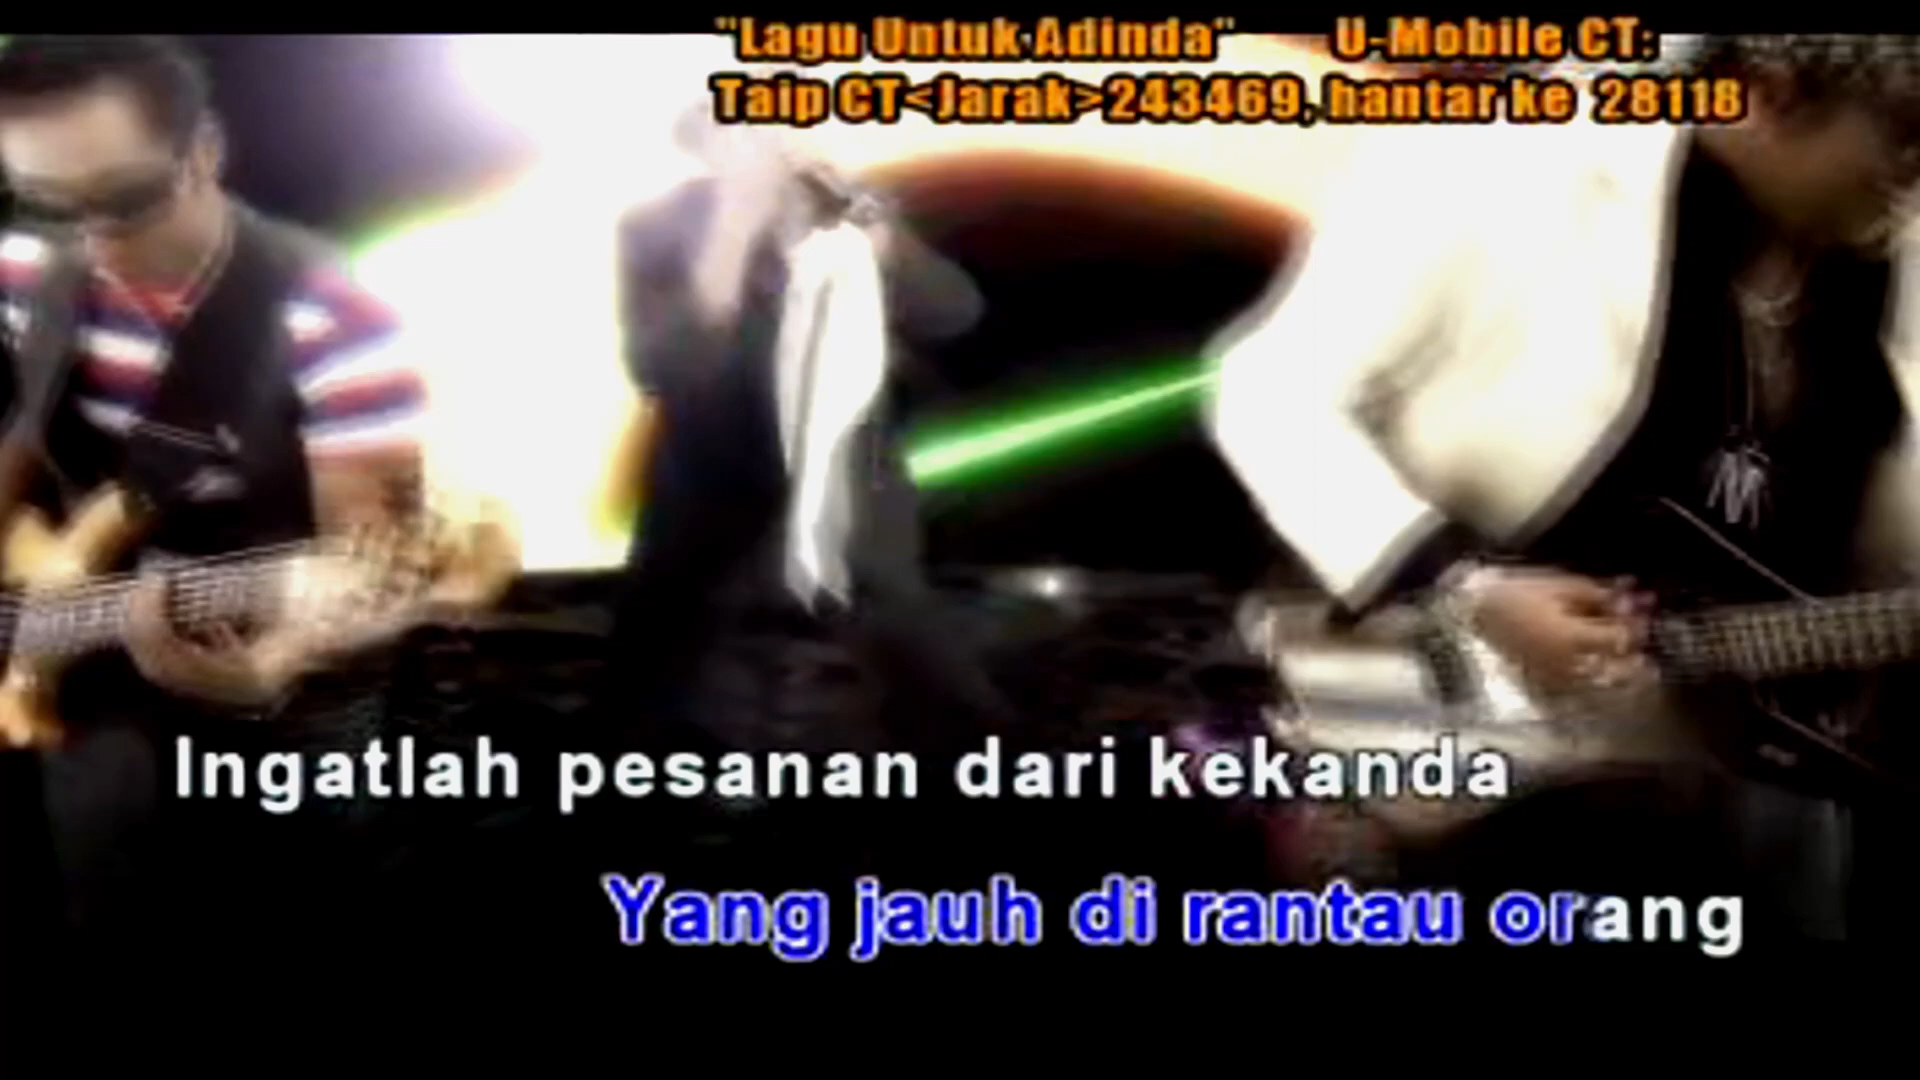 "Lagu Untuk Adinda" U-Mobile CT:
Taip CT<Jarak>243469, hantar ke 28118
Ingatlah pesanan dari kekanda
Yang jauh di rantau orang